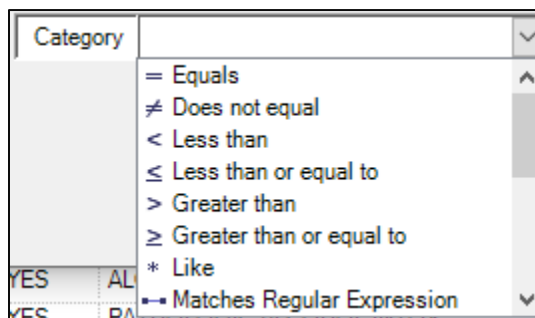 Category
= Equals
≠ Does not equal
< Less than
≤ Less than or equal to
> Greater than
≥ Greater than or equal to
* Like
Matches Regular Expression
YES
YES